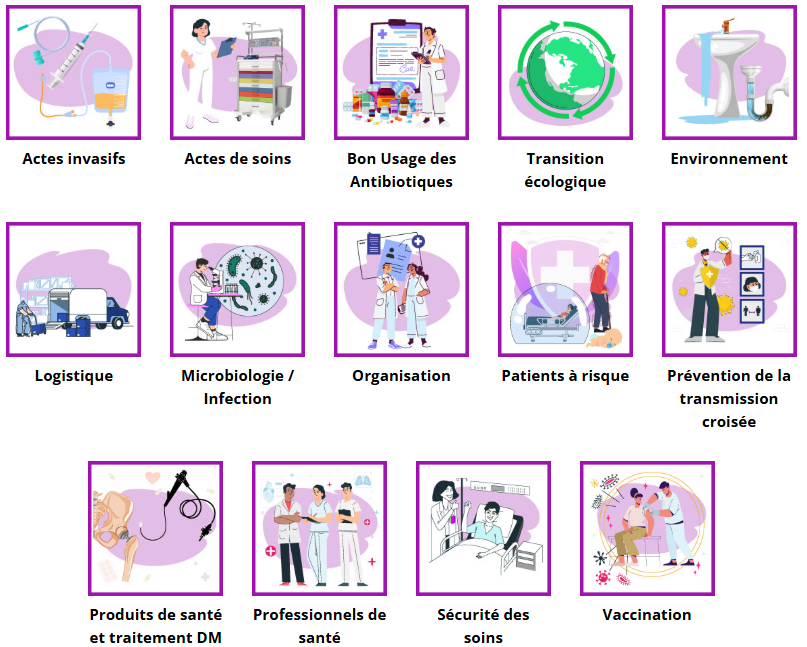 Actes invasifs
Actes de soins
Bon Usage des
Antibiotiques
Transition
écologique
Environnement
Logistique
Microbiologie /
Infection
Organisation
Patients à risque
Prévention de la
transmission
croisée
Produits de santé
et traitement DM
Professionnels de
santé
Sécurité des
soins
Vaccination